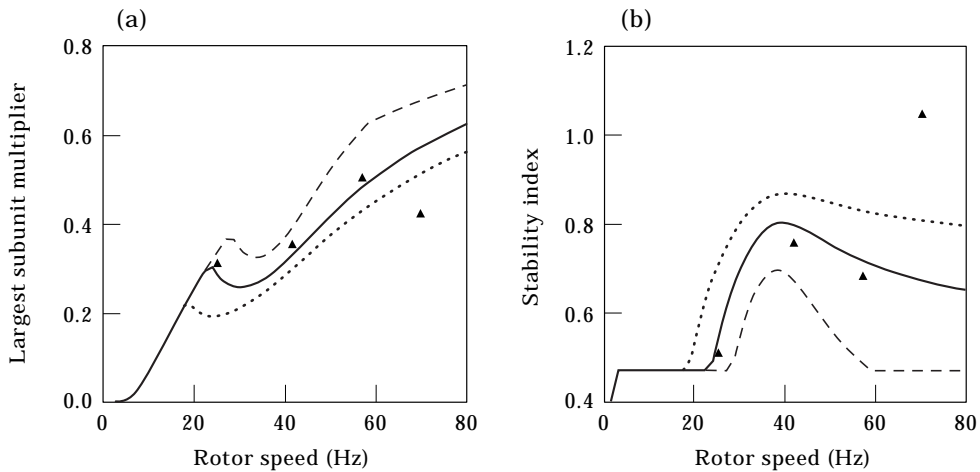 (a)
Largest subunit multiplier
0.8
0.6
0.4
0.2
0.0
0 20 40 60 80
Rotor speed (Hz)
(b)
Stability index
1.2
1.0
0.8
0.6
0.4
0 20 40 60 80
Rotor speed (Hz)